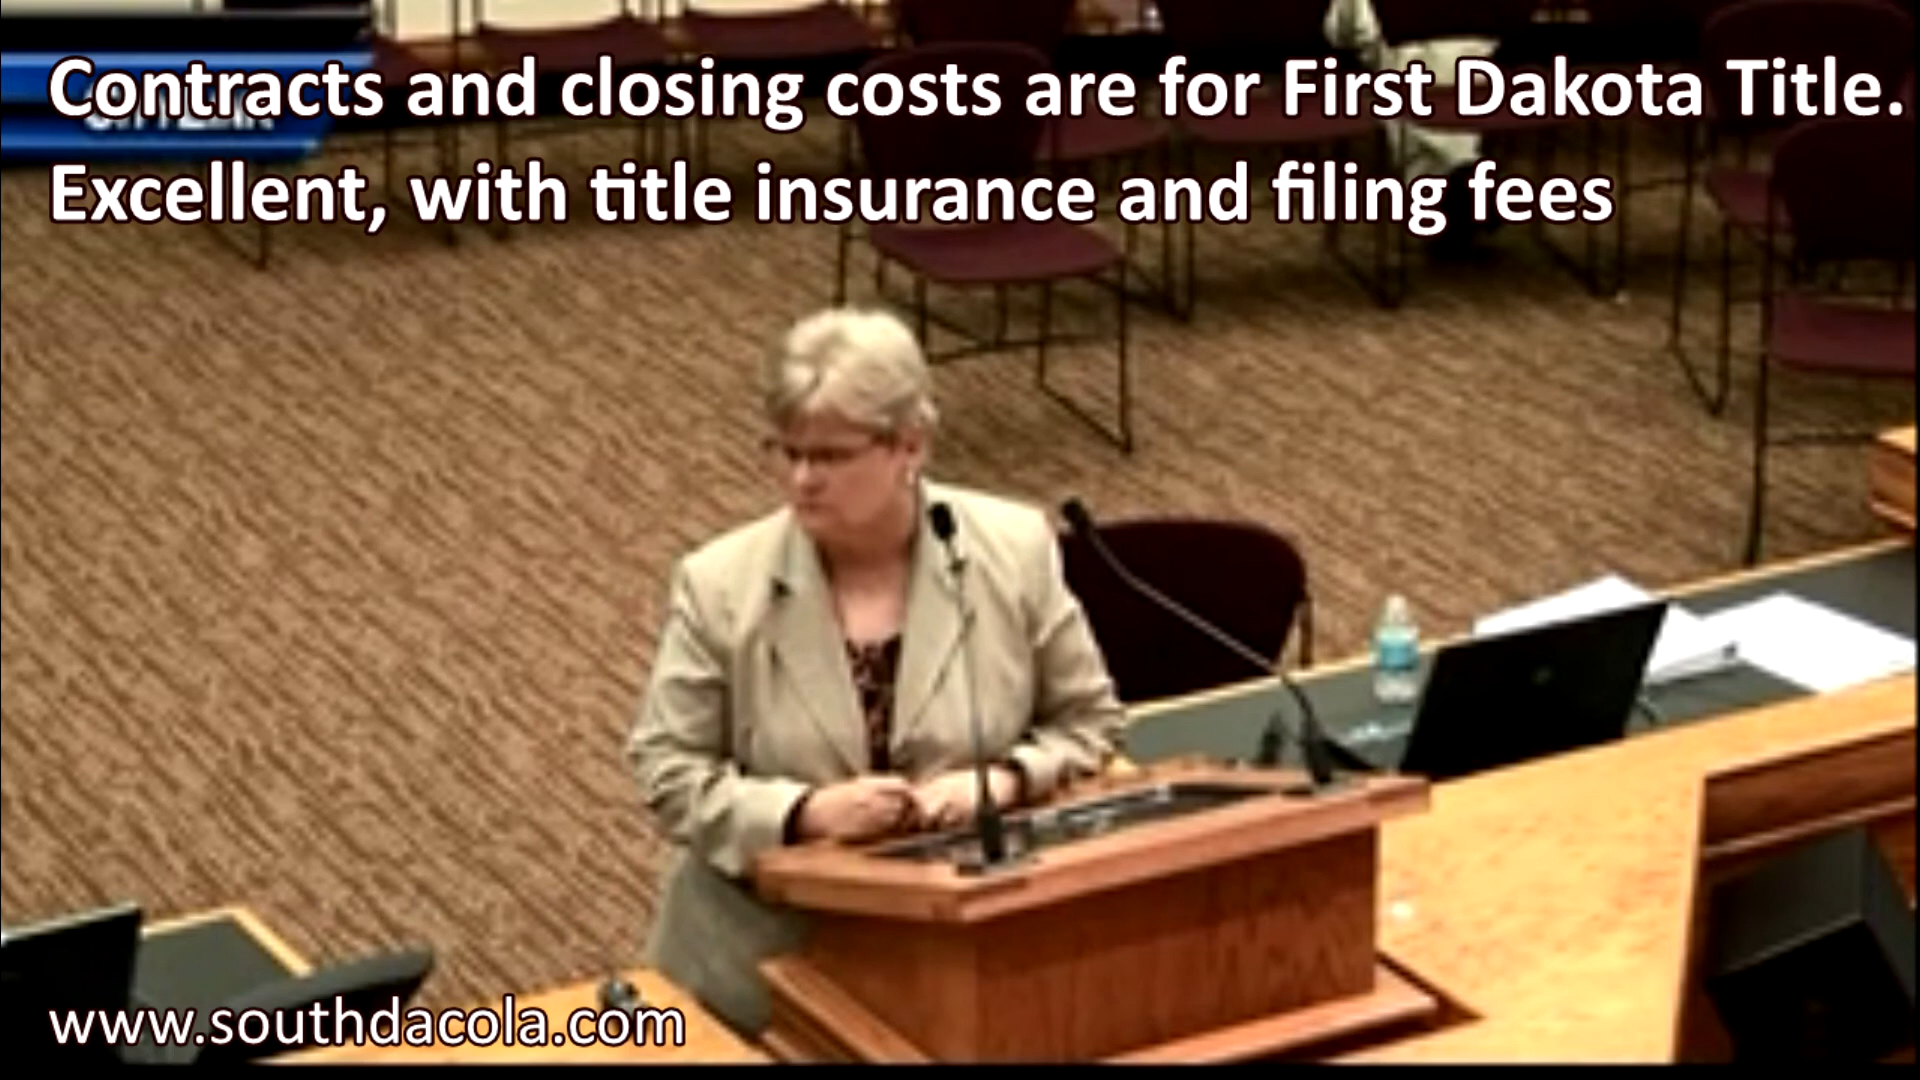 Contracts and closing costs are for First Dakota Title.
Excellent, with title insurance and filing fees
www.southdacola.com